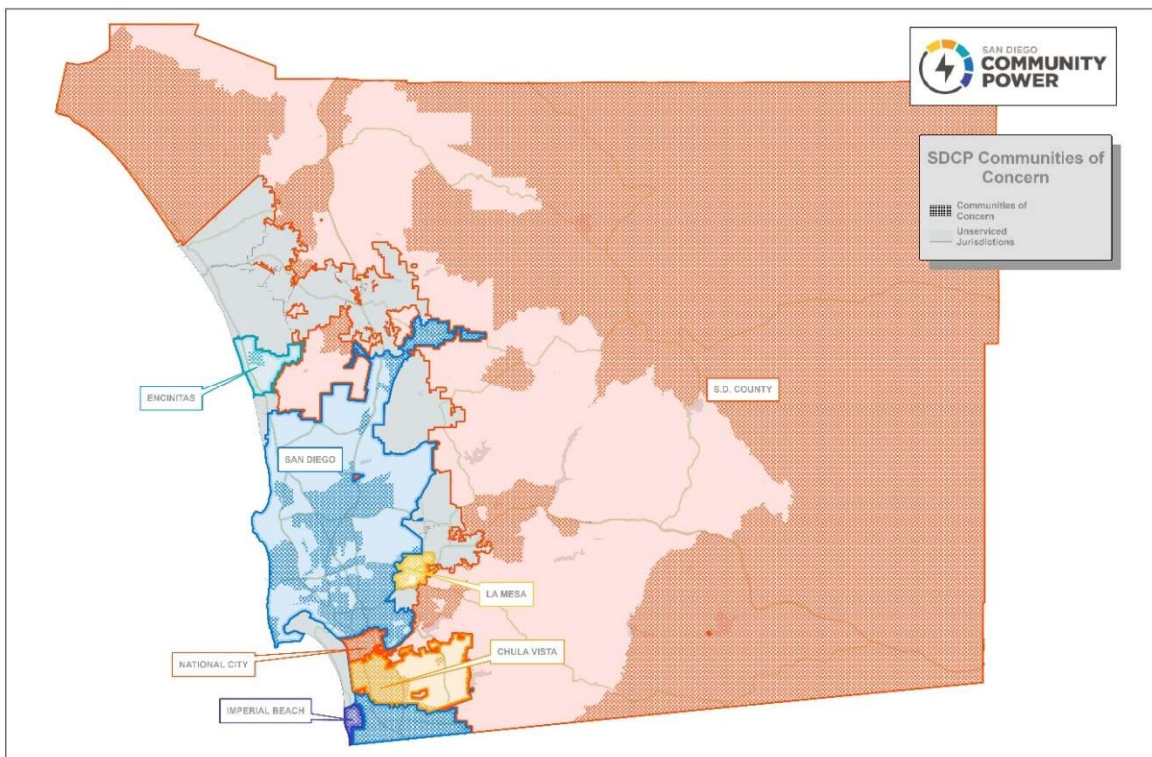 SAN DIEGO
COMMUNITY
POWER
SDCP Communities of
Concern
Communities of
Concern
Unserviced
Jurisdictions
S.D. COUNTY
ENCINITAS
SAN DIEGO
LA MESA
CHULA VISTA
NATIONAL CITY
IMPERIAL BEACH